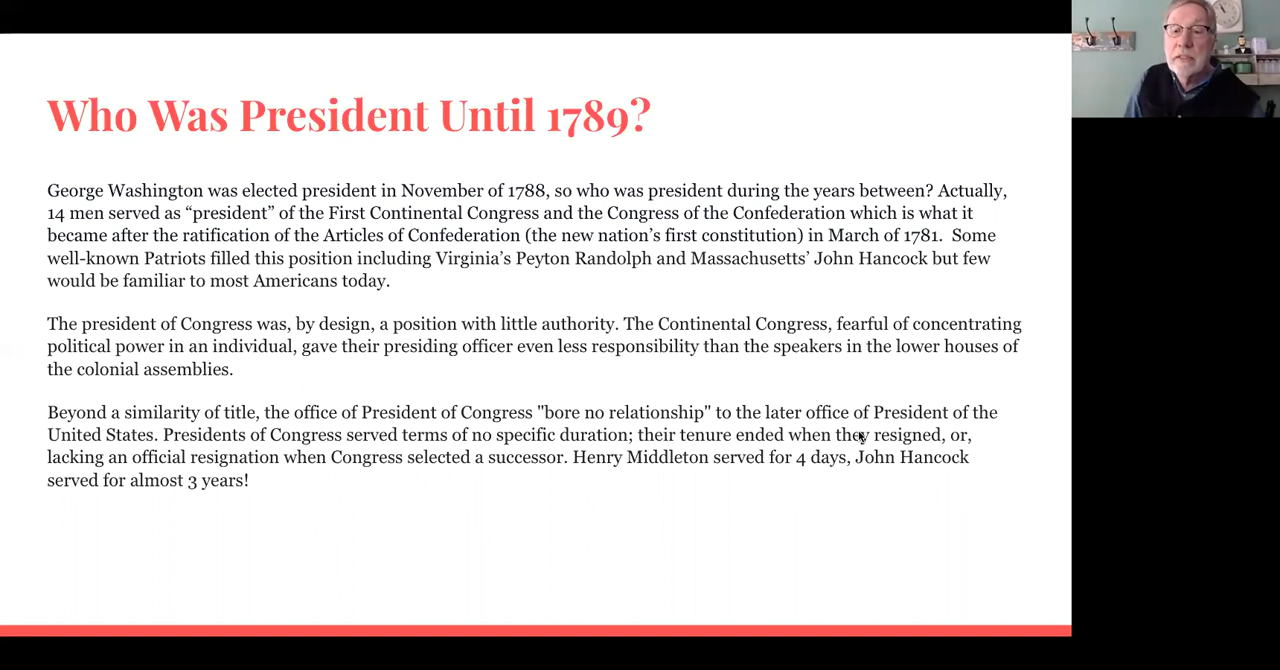 Who Was President Until 1789?
George Washington was elected president in November of 1788, so who was president during the years between? Actually,
14 men served as “president” of the First Continental Congress and the Congress of the Confederation which is what it
became after the ratification of the Articles of Confederation (the new nation’s first constitution) in March of 1781.  Some
well-known Patriots filled this position including Virginia’s Peyton Randolph and Massachusetts’ John Hancock but few
would be familiar to most Americans today.
The president of Congress was, by design, a position with little authority. The Continental Congress, fearful of concentrating
political power in an individual, gave their presiding officer even less responsibility than the speakers in the lower houses of
the colonial assemblies.
Beyond a similarity of title, the office of President of Congress "bore no relationship" to the later office of President of the
United States. Presidents of Congress served terms of no specific duration; their tenure ended when they resigned, or,
lacking an official resignation when Congress selected a successor. Henry Middleton served for 4 days, John Hancock
served for almost 3 years!